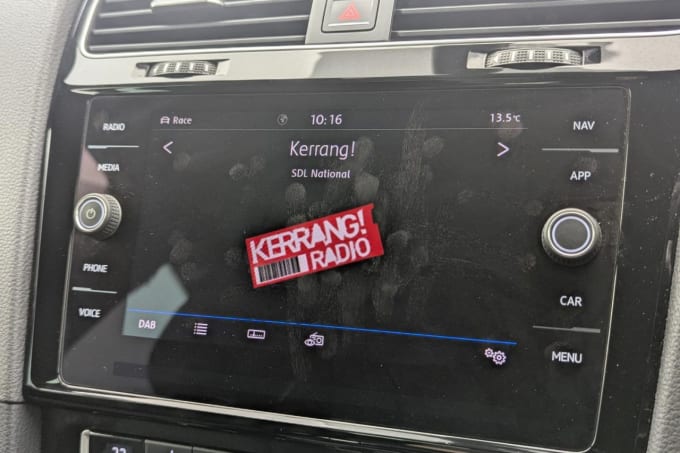 RADIO
MEDIA
PHONE
VOICE
Race
10:16
13.5°C
< Kerrang! >
SDL National
KERRANG!
RADIO
DAB
NAV
APP
CAR
MENU
22